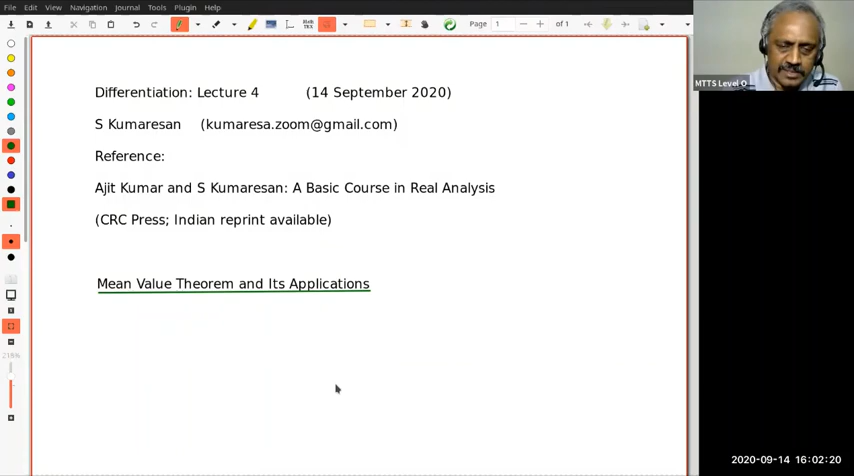 File Edit View Navigation Journal Tools Plugin Help
Page 1 of 1
Differentiation: Lecture 4 (14 September 2020)
S Kumaresan (kumaresa.zoom@gmail.com)
Reference:
Ajit Kumar and S Kumaresan: A Basic Course in Real Analysis
(CRC Press; Indian reprint available)
Mean Value Theorem and Its Applications
MTTS Level O
218%
2020-09-14 16:02:20